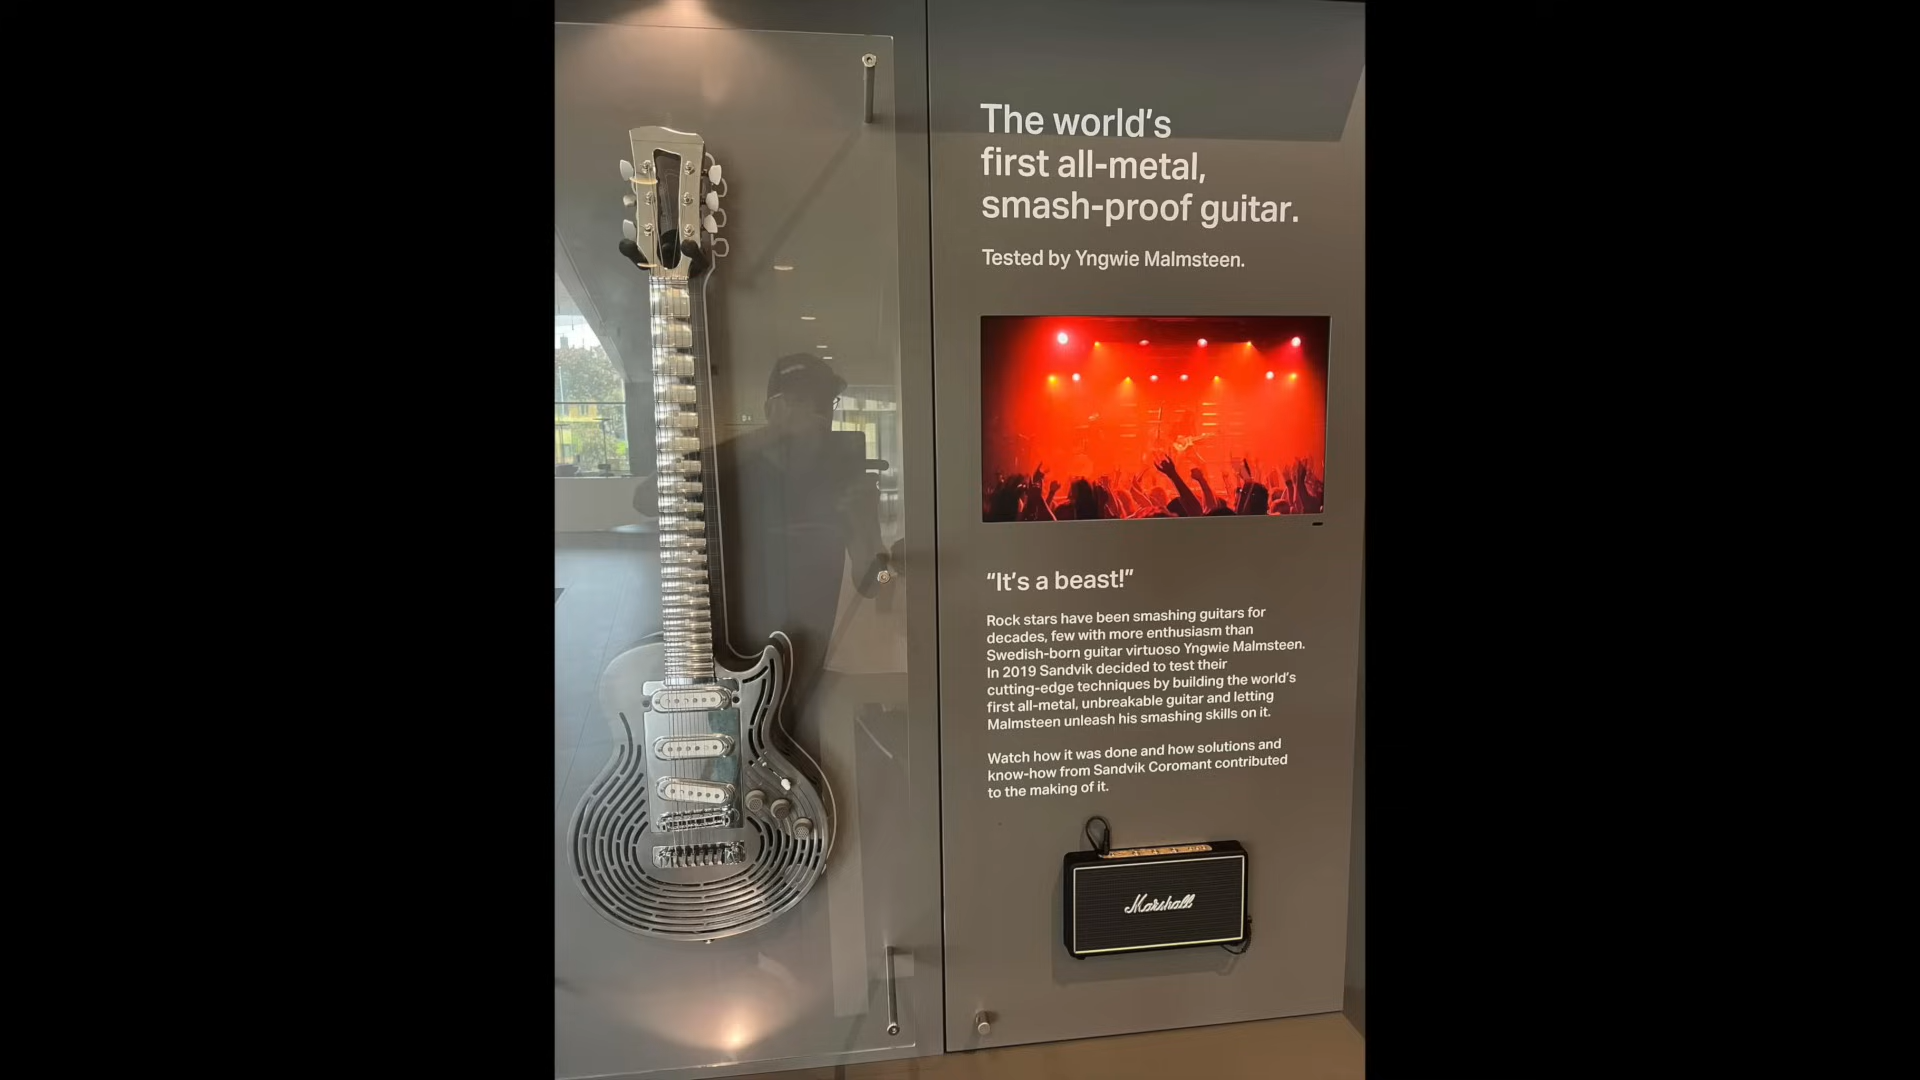 The world's
first all-metal,
smash-proof guitar.
Tested by Yngwie Malmsteen.
“It's a beast!”
Rock stars have been smashing guitars for
decades, few with more enthusiasm than
Swedish-born guitar virtuoso Yngwie Malmsteen.
In 2019 Sandvik decided to test their
cutting-edge techniques by building the world's
first all-metal, unbreakable guitar and letting
Malmsteen unleash his smashing skills on it.
Watch how it was done and how solutions and
know-how from Sandvik Coromant contributed
to the making of it.
Marshall